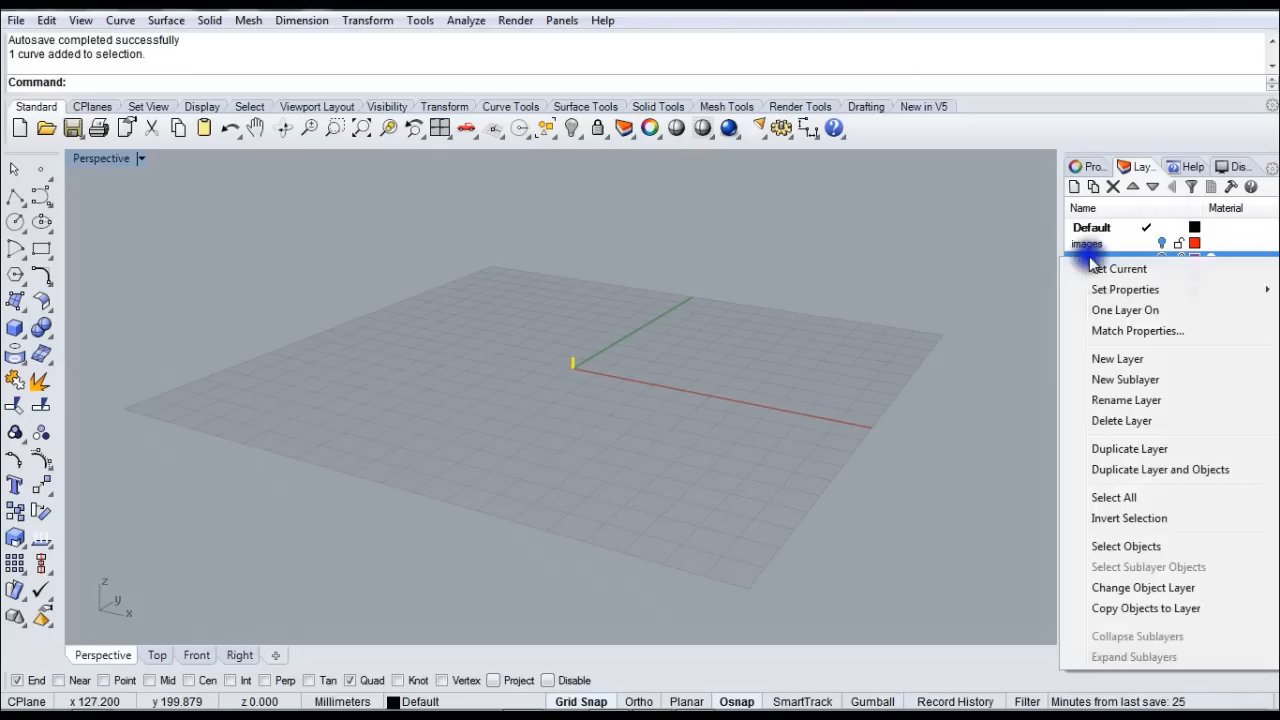 File Edit View Curve Surface Solid Mesh Dimension Transform Tools Analyze Render Panels Help
Autosave completed successfully
1 curve added to selection.
Command:
Standard CPlanes Set View Display Select Viewport Layout Visibility Transform Curve Tools Surface Tools Solid Tools Mesh Tools Render Tools Drafting New in V5
Perspective
Pro... Lay... Help Dis...
Name Material
Default
images
Set Current
Set Properties
One Layer On
Match Properties...
New Layer
New Sublayer
Rename Layer
Delete Layer
Duplicate Layer
Duplicate Layer and Objects
Select All
Invert Selection
Select Objects
Select Sublayer Objects
Change Object Layer
Copy Objects to Layer
Collapse Sublayers
Expand Sublayers
z
y
x
Perspective Top Front Right
End Near Point Mid Cen Int Perp Tan Quad Knot Vertex Project Disable
CPlane x 127.200 y 199.879 z 0.000 Millimeters Default Grid Snap Ortho Planar Osnap SmartTrack Gumball Record History Filter Minutes from last save: 25